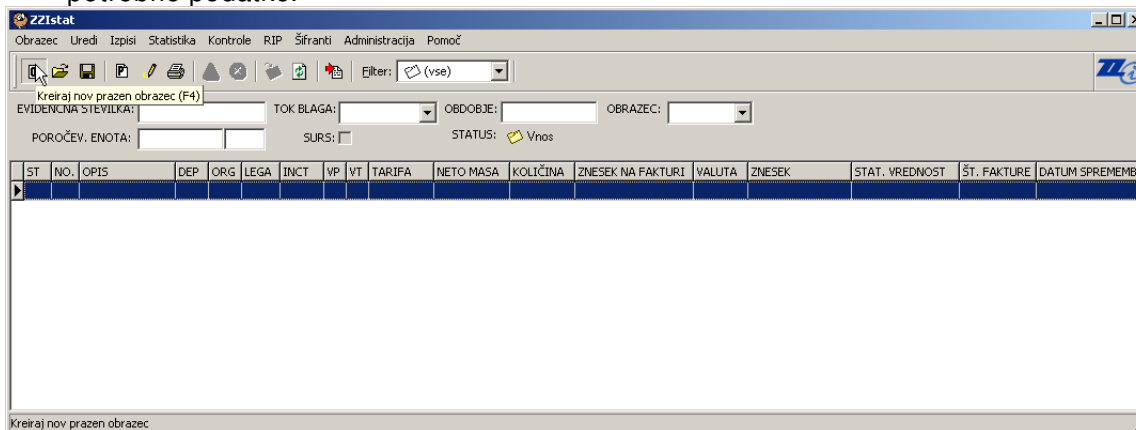 ZZIstat
Obrazec Uredi Izpisi Statistika Kontrole RIP Šifranti Administracija Pomoč
Filter: (vse)
Kreiraj nov prazen obrazec (F4)
EVIDENČNA ŠTEVILKA: TOK BLAGA: OBDOBJE: OBRAZEC:
POROČEV. ENOTA: SURS: STATUS: Vnos
ST NO. OPIS DEP ORG LEGA INCT VP VT TARIFA NETO MASA KOLIČINA ZNESEK NA FAKTURI VALUTA ZNESEK STAT. VREDNOST ŠT. FAKTURE DATUM SPREMEMB
Kreiraj nov prazen obrazec